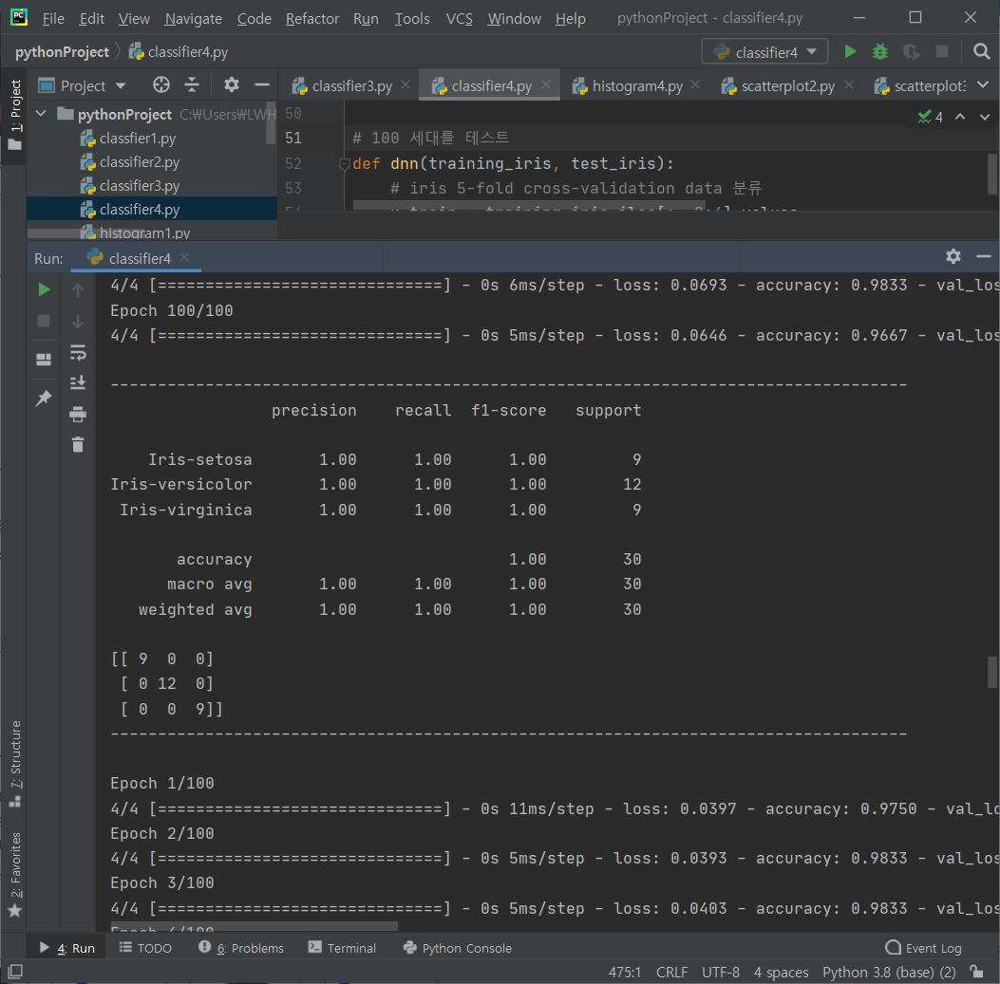 File Edit View Navigate Code Refactor Run Tools VCS Window Help pythonProject - classifier4.py
pythonProject classifier4.py classifier4
Project classifier3.py classifier4.py histogram4.py scatterplot2.py scatterplot3
1: Project
pythonProject C:₩Users₩LWH
classfier1.py
classifier2.py
classifier3.py
classifier4.py
histogram1.py
50
51 # 100 세대를 테스트
52 def dnn(training_iris, test_iris):
53 # iris 5-fold cross-validation data 분류
4
Run: classifier4
4/4 [==============================] - 0s 6ms/step - loss: 0.0693 - accuracy: 0.9833 - val_los
Epoch 100/100
4/4 [==============================] - 0s 5ms/step - loss: 0.0646 - accuracy: 0.9667 - val_los
------------------------------------------------------------------------------------
precision recall f1-score support
Iris-setosa 1.00 1.00 1.00 9
Iris-versicolor 1.00 1.00 1.00 12
Iris-virginica 1.00 1.00 1.00 9
accuracy 1.00 30
macro avg 1.00 1.00 1.00 30
weighted avg 1.00 1.00 1.00 30
[[ 9 0 0]
[ 0 12 0]
[ 0 0 9]]
------------------------------------------------------------------------------------
Epoch 1/100
4/4 [==============================] - 0s 11ms/step - loss: 0.0397 - accuracy: 0.9750 - val_lo
Epoch 2/100
4/4 [==============================] - 0s 5ms/step - loss: 0.0393 - accuracy: 0.9833 - val_los
Epoch 3/100
4/4 [==============================] - 0s 5ms/step - loss: 0.0403 - accuracy: 0.9833 - val_los
Epoch 4/100
7: Structure
2: Favorites
4: Run TODO 6: Problems Terminal Python Console Event Log
475:1 CRLF UTF-8 4 spaces Python 3.8 (base) (2)